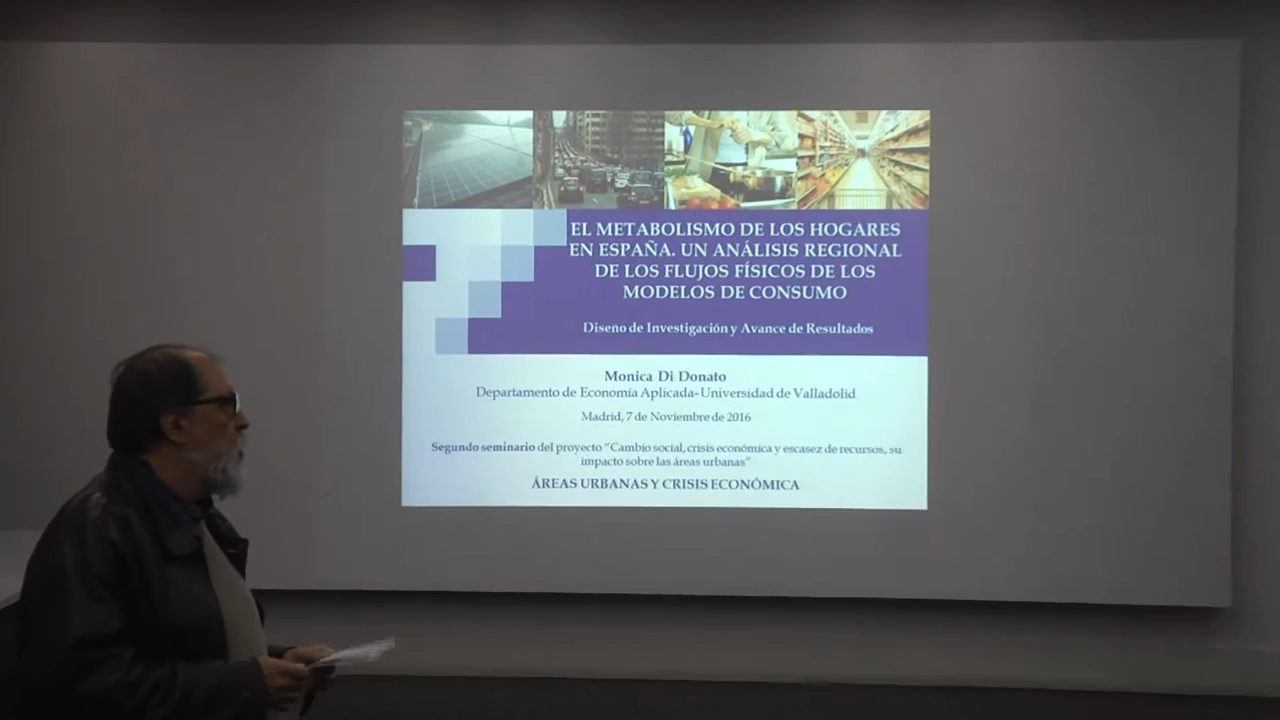 EL METABOLISMO DE LOS HOGARES
EN ESPAÑA. UN ANÁLISIS REGIONAL
DE LOS FLUJOS FÍSICOS DE LOS
MODELOS DE CONSUMO
Diseño de Investigación y Avance de Resultados
Monica Di Donato
Departamento de Economía Aplicada- Universidad de Valladolid
Madrid, 7 de Noviembre de 2016
Segundo seminario del proyecto "Cambio social, crisis económica y escasez de recursos, su
impacto sobre las áreas urbanas"
ÁREAS URBANAS Y CRISIS ECONÓMICA